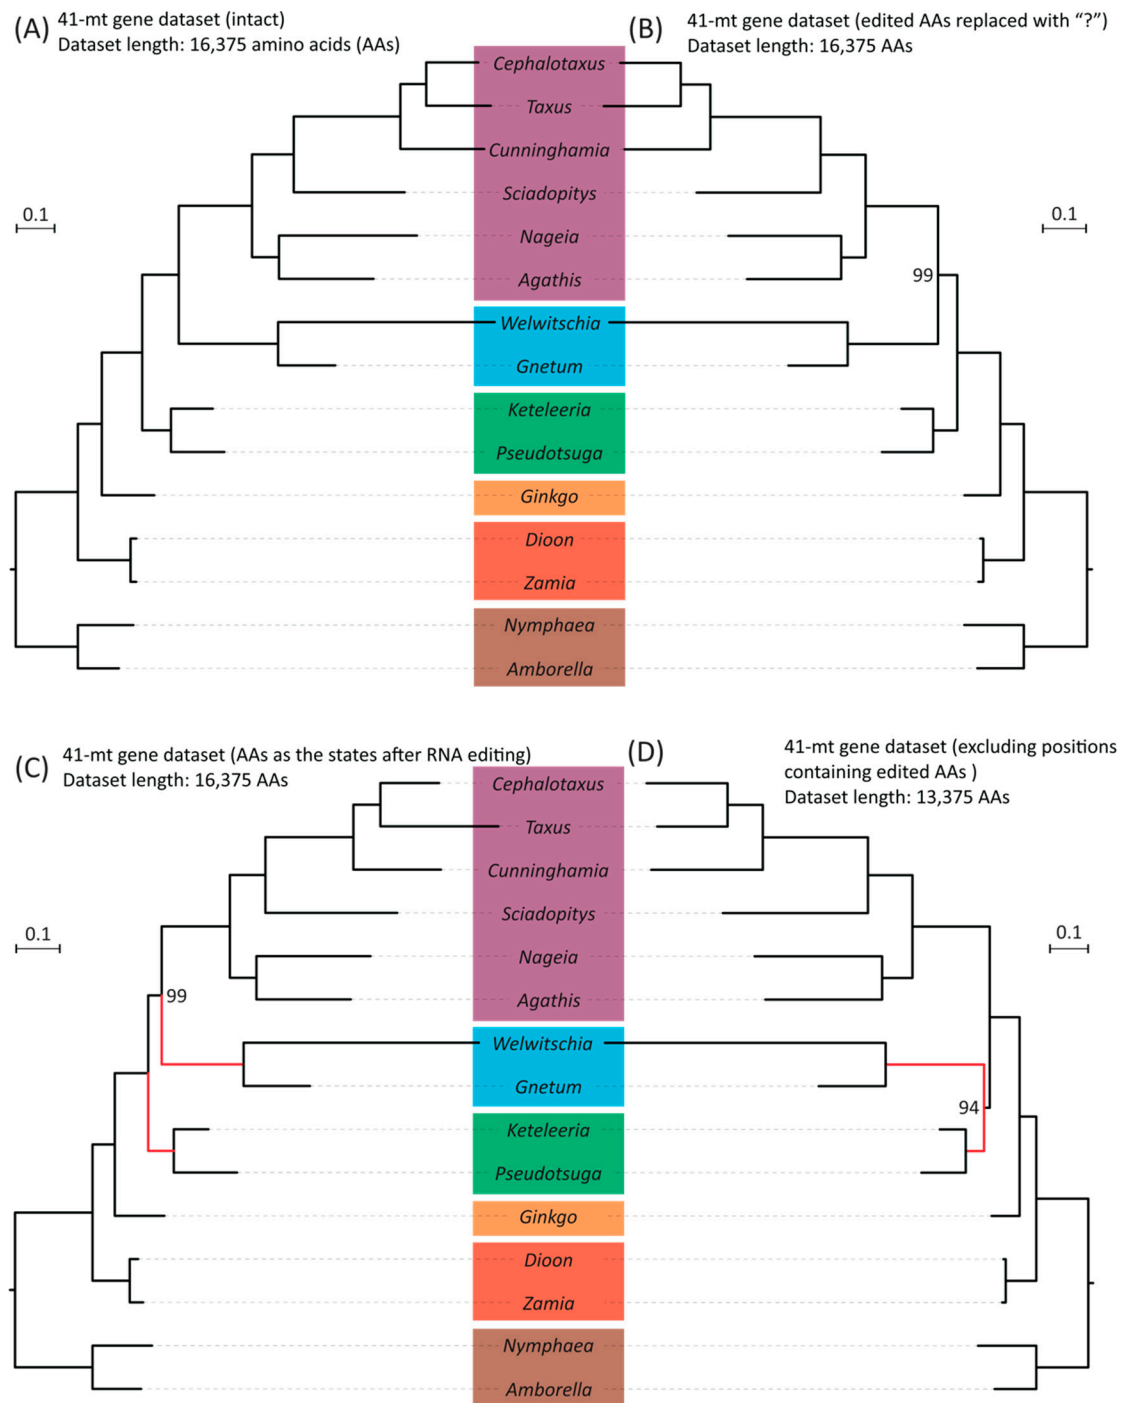 (A)
41-mt gene dataset (intact)
Dataset length: 16,375 amino acids (AAs)
(B)
41-mt gene dataset (edited AAs replaced with “?”)
Dataset length: 16,375 AAs
Cephalotaxus
Taxus
Cunninghamia
Sciadopitys
0.1
0.1
Nageia
99
Agathis
Welwitschia
Gnetum
Keteleeria
Pseudotsuga
Ginkgo
Dioon
Zamia
Nymphaea
Amborella
(C)
41-mt gene dataset (AAs as the states after RNA editing)
Dataset length: 16,375 AAs
(D)
41-mt gene dataset (excluding positions
containing edited AAs )
Dataset length: 13,375 AAs
Cephalotaxus
Taxus
Cunninghamia
Sciadopitys
0.1
0.1
Nageia
99
Agathis
Welwitschia
Gnetum
94
Keteleeria
Pseudotsuga
Ginkgo
Dioon
Zamia
Nymphaea
Amborella